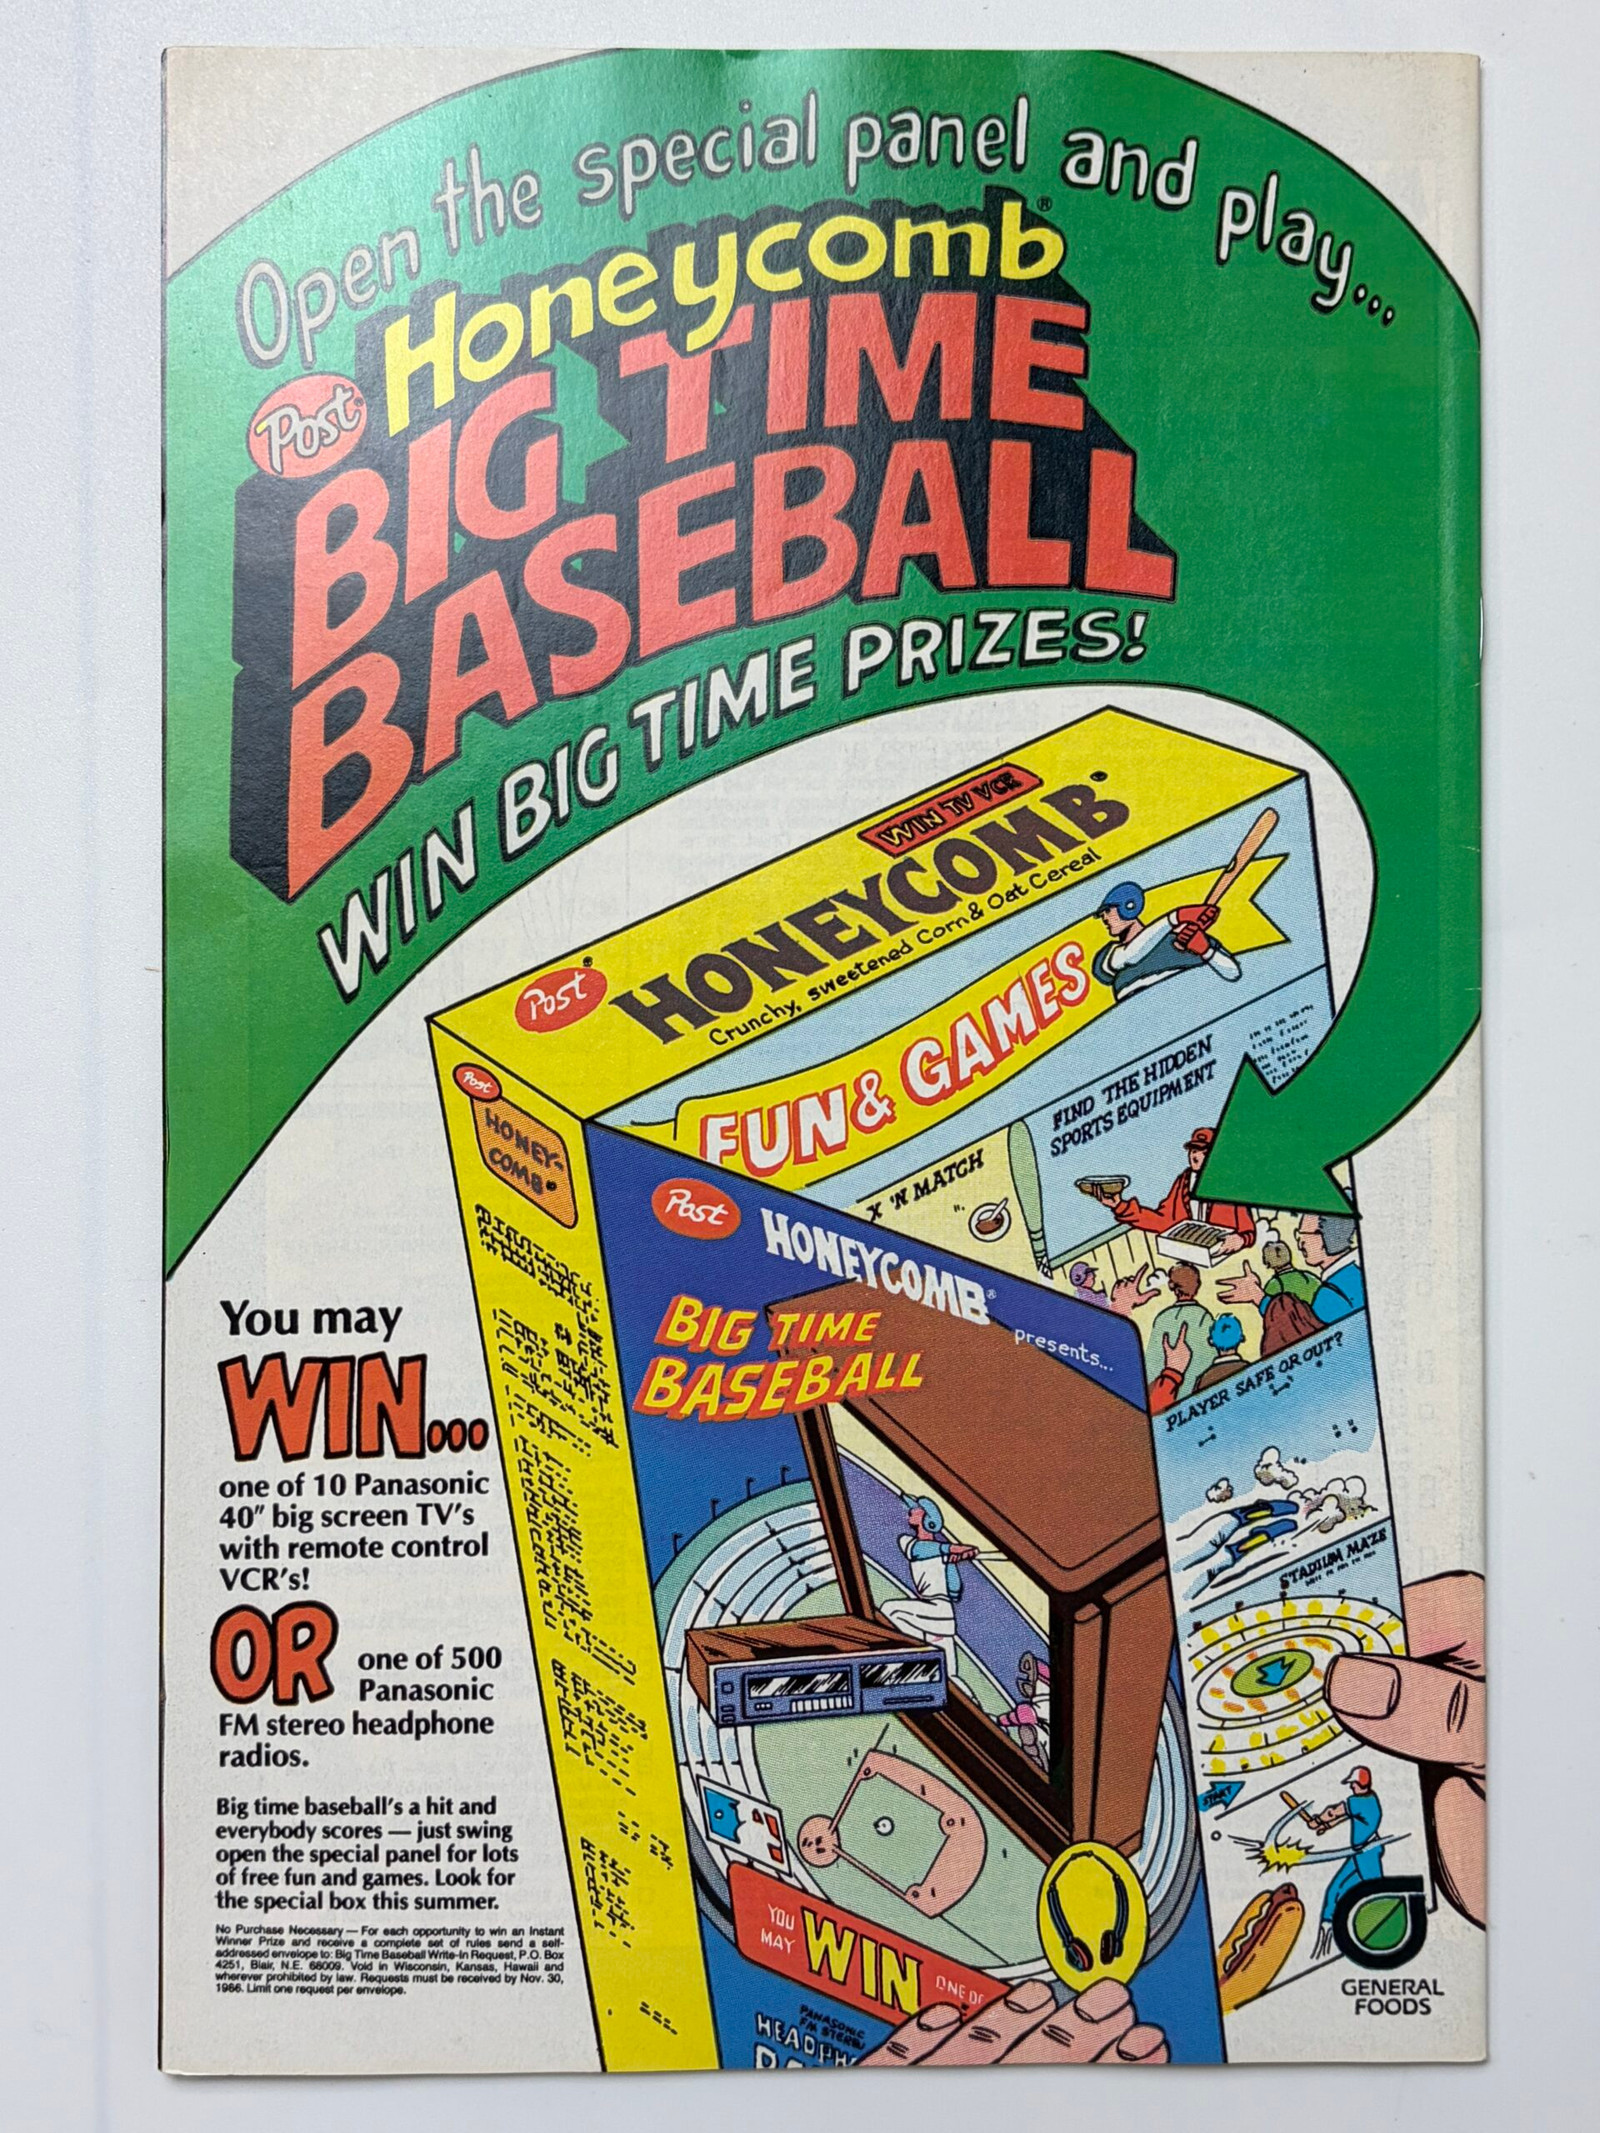 Open the special panel and play...
Post
Honeycomb®
BIG TIME
BASEBALL
WIN BIG TIME PRIZES!
WIN TV VCR
Post®
HONEYCOMB®
Crunchy, sweetened Corn & Oat Cereal
FUN & GAMES
FIND THE HIDDEN
SPORTS EQUIPMENT
X 'N MATCH
Post
HONEY-
COMB®
Post
HONEYCOMB®
presents...
BIG TIME
BASEBALL
PLAYER SAFE OR OUT?
STADIUM MAZE
START
YOU
MAY
WIN
ONE OF
PANASONIC
FM STEREO
You may
WIN...
one of 10 Panasonic
40" big screen TV's
with remote control
VCR's!
OR one of 500
Panasonic
FM stereo headphone
radios.
Big time baseball's a hit and
everybody scores — just swing
open the special panel for lots
of free fun and games. Look for
the special box this summer.
No Purchase Necessary — For each opportunity to win an Instant
Winner Prize and receive a complete set of rules send a self-
addressed envelope to: Big Time Baseball Write-In Request, P.O. Box
4251, Blair, N.E. 68009. Void in Wisconsin, Kansas, Hawaii and
wherever prohibited by law. Requests must be received by Nov. 30,
1986. Limit one request per envelope.
GENERAL
FOODS